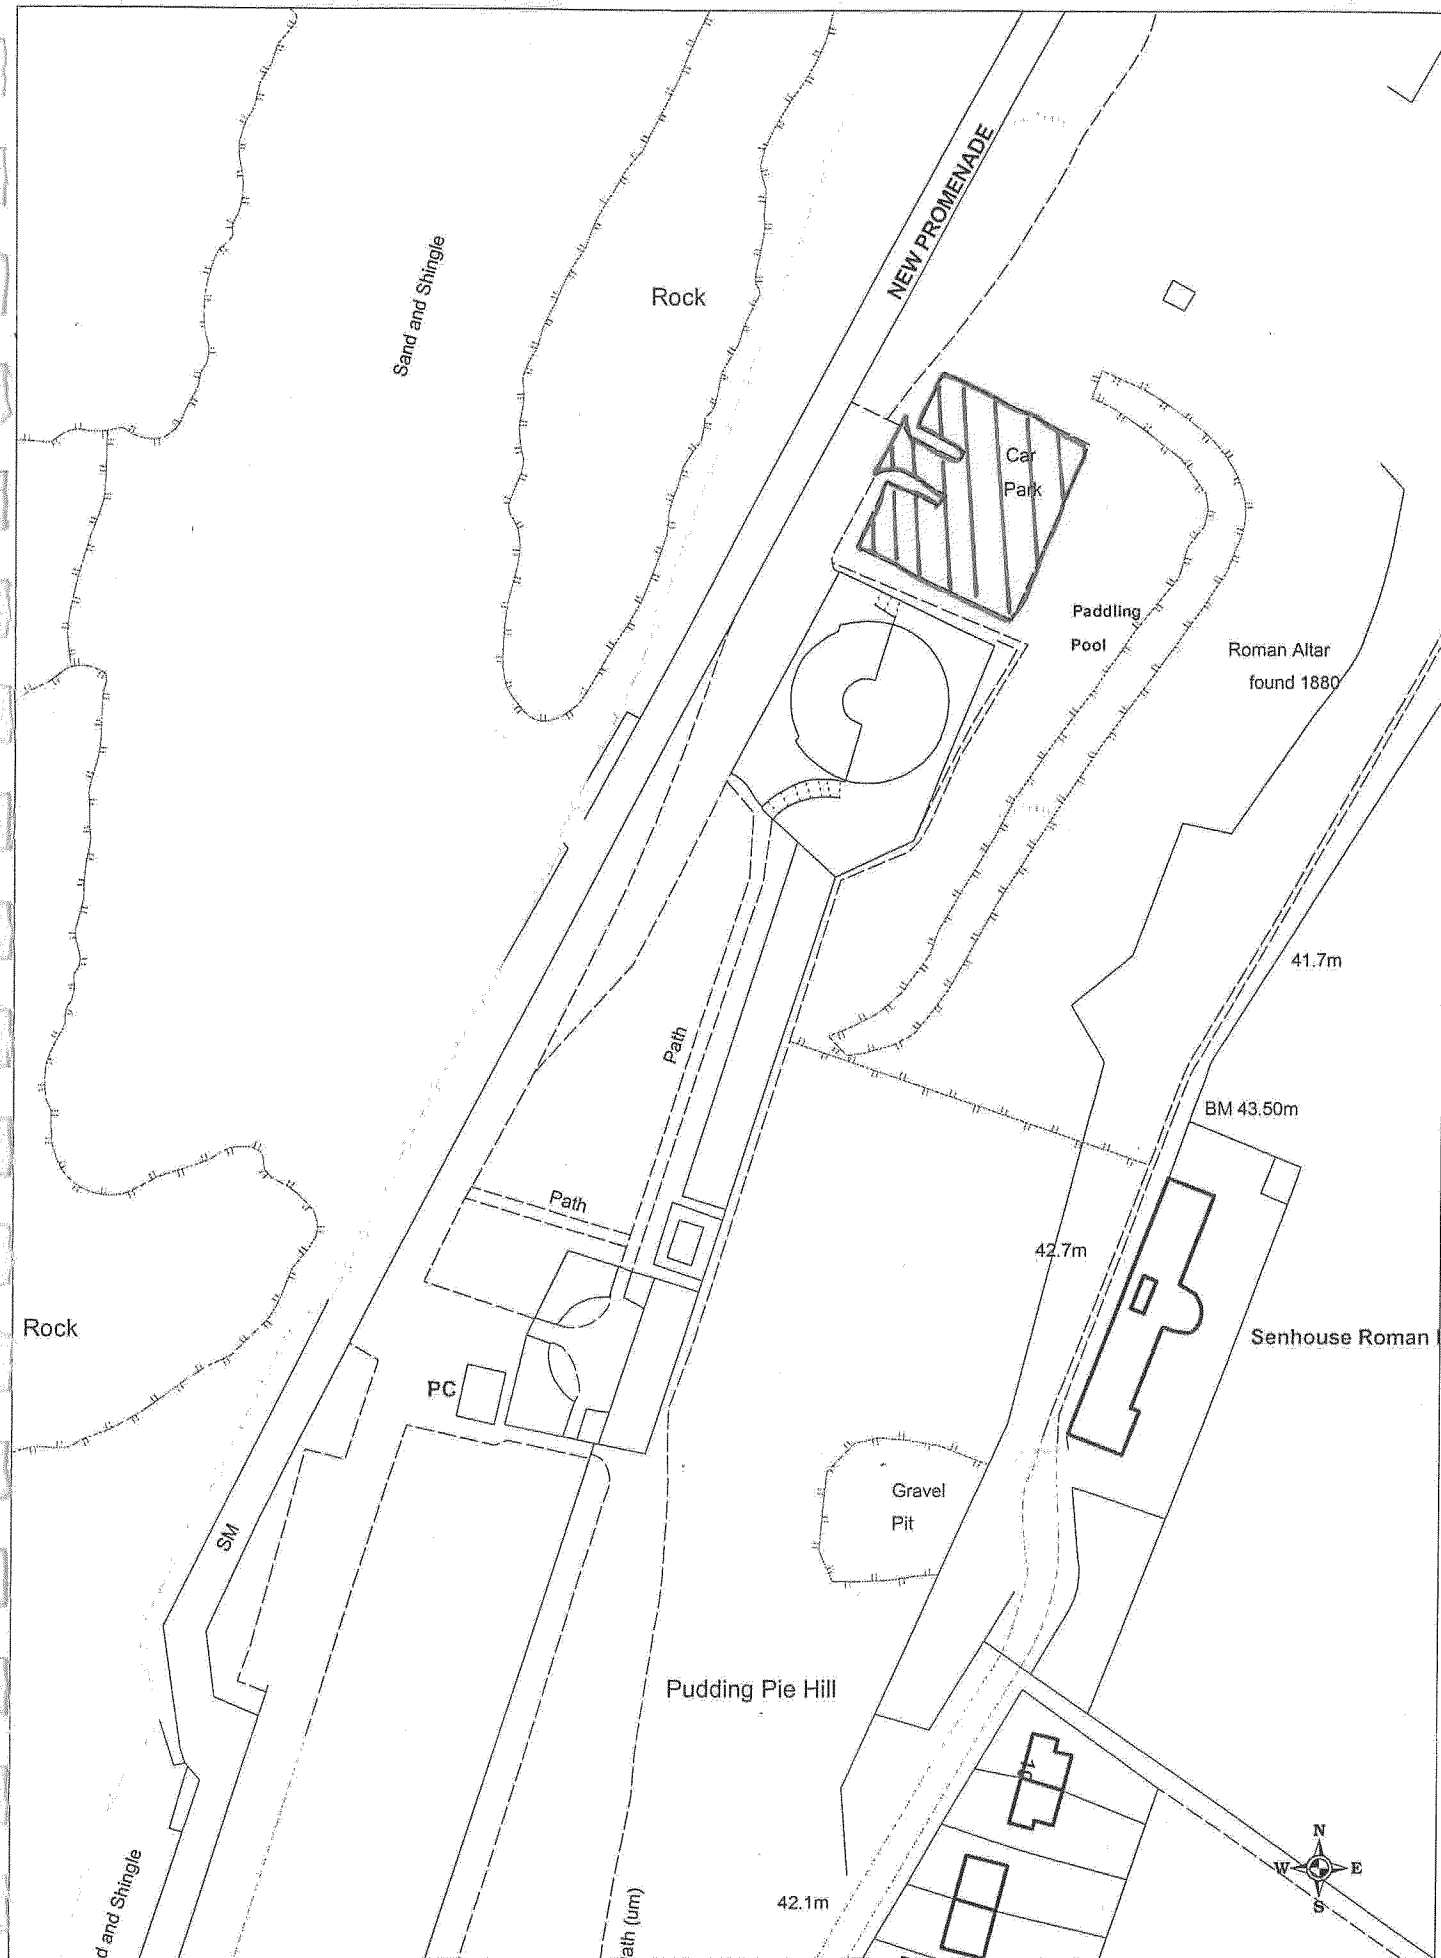 NEW PROMENADE
Sand and Shingle
Rock
Car
Park
Paddling
Pool
Roman Altar
found 1880
41.7m
Path
BM 43.50m
Path
42.7m
Rock
Senhouse Roman
PC
Gravel
Pit
SM
Pudding Pie Hill
N
W E
S
d and Shingle
42.1m
ath (um)